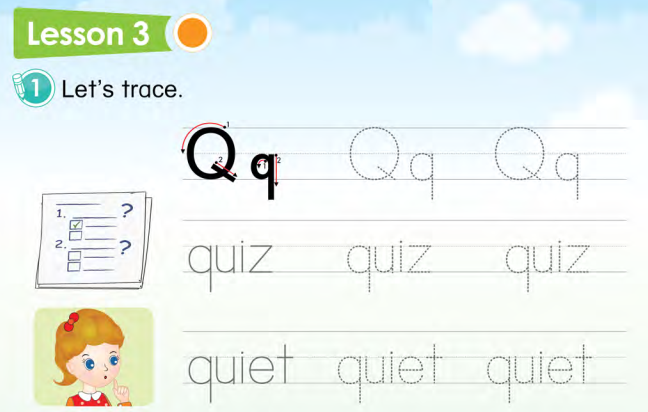 Lesson 3
1 Let's trace.
Q q Q q Q q
1.
?
2.
?
quiz quiz quiz
quiet quiet quiet